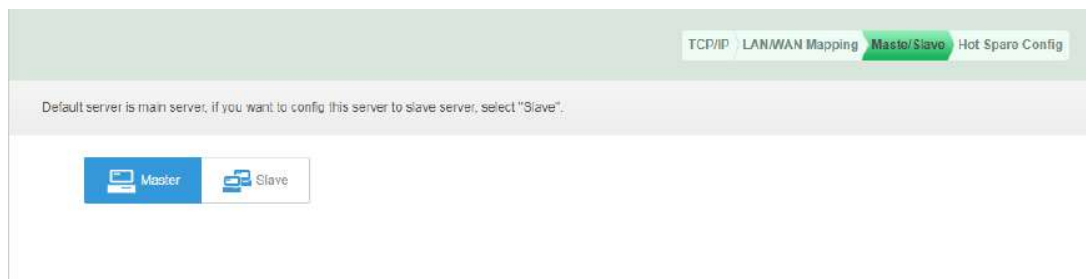 TCP/IP LAN/WAN Mapping Maste/Slave Hot Spare Config
Default server is main server, if you want to config this server to slave server, select "Slave".
Master Slave